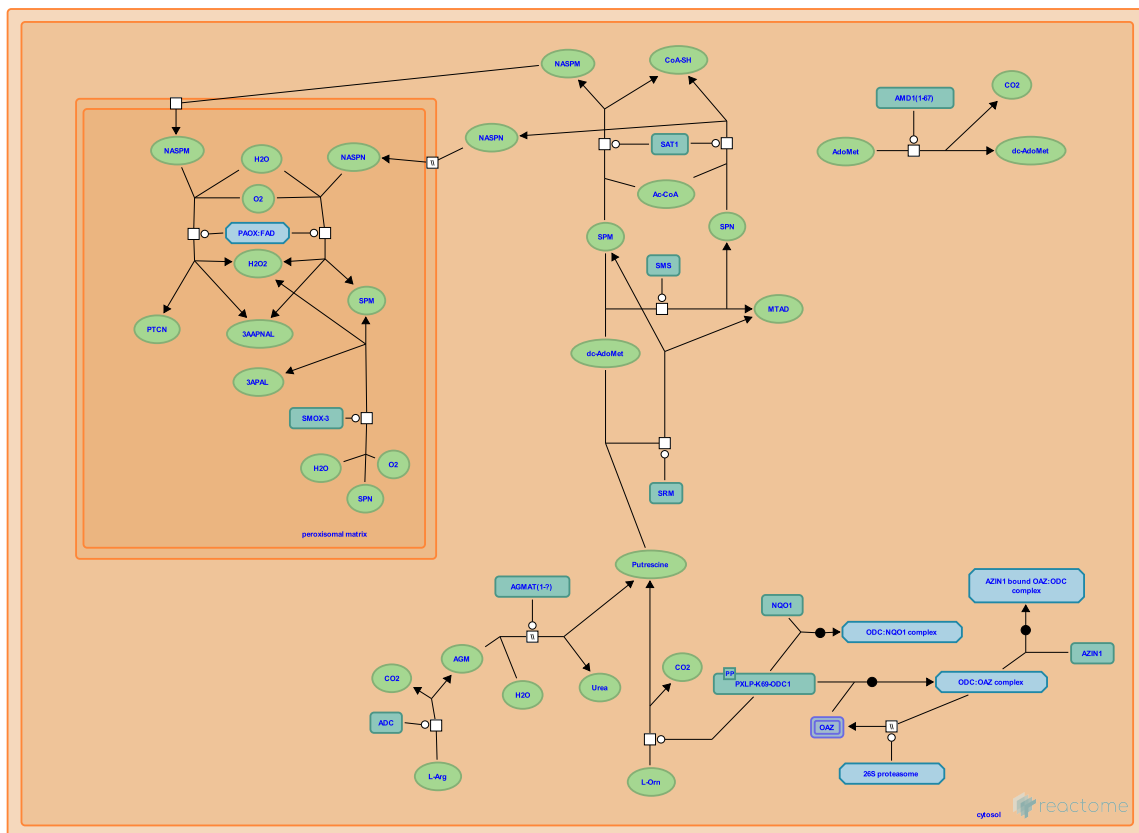 NASPM
CoA-SH
CO2
AMD1(1-67)
NASPN
SAT1
AdoMet
dc-AdoMet
NASPM
H2O
NASPN
O2
Ac-CoA
PAOX:FAD
SPM
SPN
H2O2
SMS
SPM
MTAD
PTCN
3AAPNAL
dc-AdoMet
3APAL
SMOX-3
H2O
O2
SPN
SRM
peroxisomal matrix
Putrescine
AGMAT(1-?)
AZIN1 bound OAZ:ODC
complex
NQO1
ODC:NQO1 complex
AGM
CO2
AZIN1
CO2
PP
PXLP-K69-ODC1
ODC:OAZ complex
H2O
Urea
ADC
OAZ
L-Arg
L-Orn
26S proteasome
cytosol
reactome